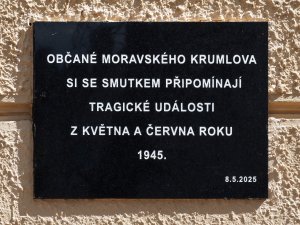 OBČANÉ MORAVSKÉHO KRUMLOVA
SI SE SMUTKEM PŘIPOMÍNAJÍ
TRAGICKÉ UDÁLOSTI
Z KVĚTNA A ČERVNA ROKU
1945.
8.5.2025